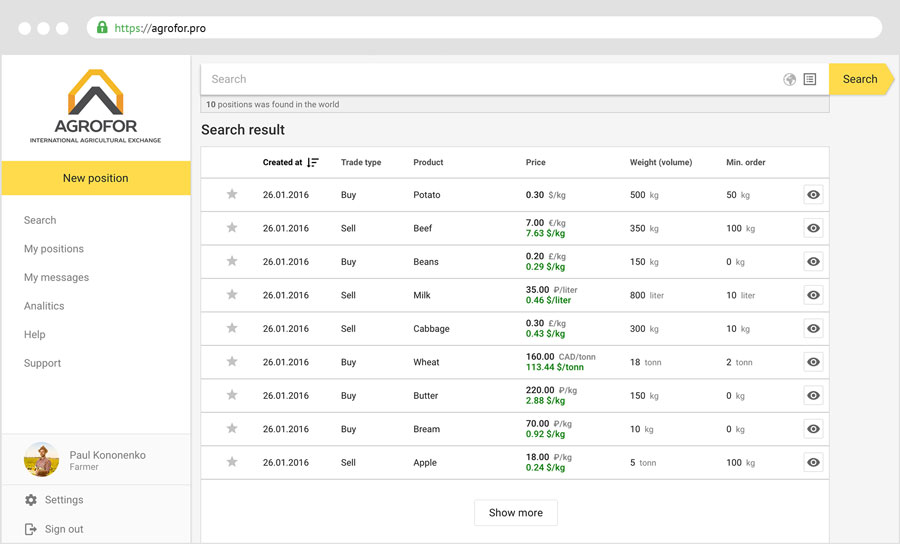 https://agrofor.pro
AGROFOR
INTERNATIONAL AGRICULTURAL EXCHANGE
New position
Search
My positions
My messages
Analitics
Help
Support
Paul Kononenko
Farmer
Settings
Sign out
Search
Search
10 positions was found in the world
Search result
Created at Trade type Product Price Weight (volume) Min. order
26.01.2016 Buy Potato 0.30 $/kg 500 kg 50 kg
26.01.2016 Sell Beef 7.00 €/kg 350 kg 100 kg
7.63 $/kg
26.01.2016 Buy Beans 0.20 £/kg 150 kg 0 kg
0.29 $/kg
26.01.2016 Sell Milk 35.00 ₽/liter 800 liter 10 liter
0.46 $/liter
26.01.2016 Sell Cabbage 0.30 £/kg 300 kg 10 kg
0.43 $/kg
26.01.2016 Buy Wheat 160.00 CAD/tonn 18 tonn 2 tonn
113.44 $/tonn
26.01.2016 Buy Butter 220.00 ₽/kg 150 kg 0 kg
2.88 $/kg
26.01.2016 Buy Bream 70.00 ₽/kg 10 kg 0 kg
0.92 $/kg
26.01.2016 Sell Apple 18.00 ₽/kg 5 tonn 100 kg
0.24 $/kg
Show more